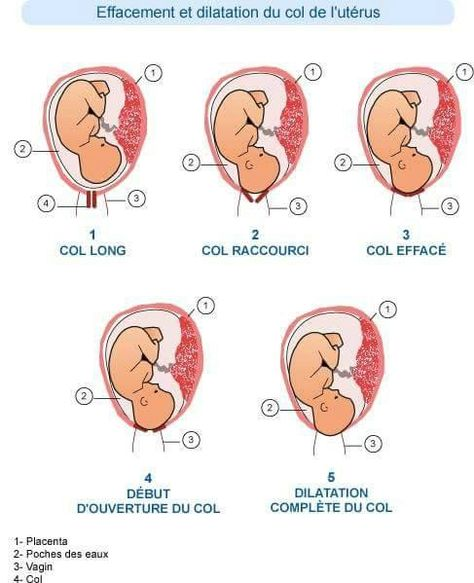 Effacement et dilatation du col de l'utérus
1
2
4
3
1
COL LONG
1
2
3
2
COL RACCOURCI
1
2
3
3
COL EFFACÉ
1
2
3
4
DÉBUT
D'OUVERTURE DU COL
1
2
3
5
DILATATION
COMPLÈTE DU COL
1- Placenta
2- Poches des eaux
3- Vagin
4- Col